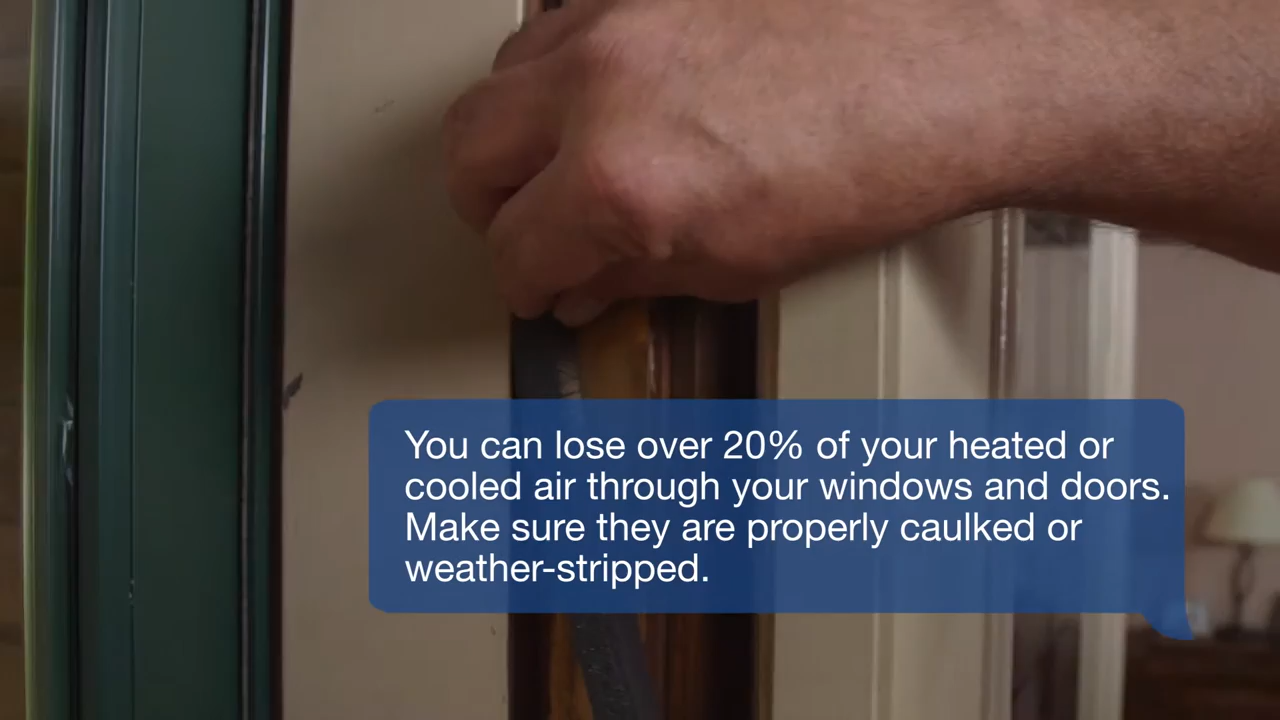 You can lose over 20% of your heated or
cooled air through your windows and doors.
Make sure they are properly caulked or
weather-stripped.